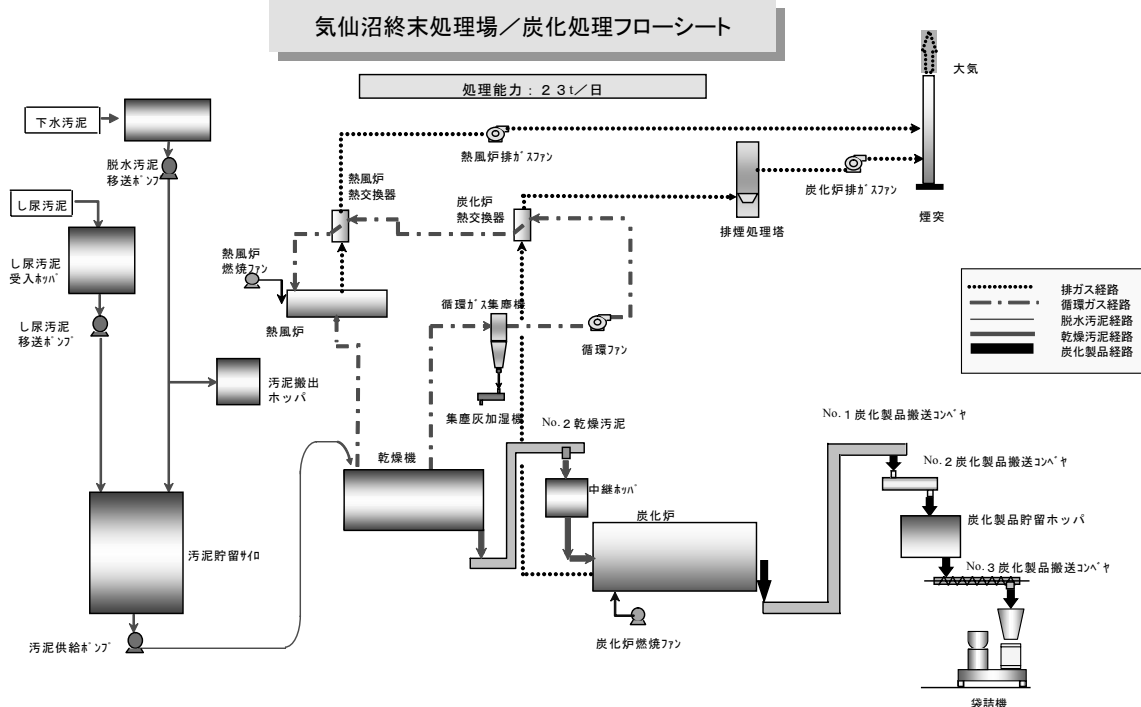 気仙沼終末処理場／炭化処理フローシート
処理能力：２３t／日
大気
下水汚泥
脱水汚泥
移送ﾎﾟﾝﾌﾟ
熱風炉排ガスファン
炭化炉排ガスファン
煙突
し尿汚泥
熱風炉
熱交換器
炭化炉
熱交換器
排煙処理塔
し尿汚泥
受入ﾎｯﾊﾟ
熱風炉
燃焼ファン
熱風炉
循環ガス集塵機
循環ファン
排ガス経路
循環ガス経路
脱水汚泥経路
乾燥汚泥経路
炭化製品経路
し尿汚泥
移送ﾎﾟﾝﾌﾟ
汚泥搬出
ホッパ
集塵灰加湿機
No.２乾燥汚泥
No.１炭化製品搬送ｺﾝﾍﾞﾔ
乾燥機
No.２炭化製品搬送ｺﾝﾍﾞﾔ
中継ﾎｯﾊﾟ
炭化炉
炭化製品貯留ホッパ
汚泥貯留ｻｲﾛ
No.３炭化製品搬送ｺﾝﾍﾞﾔ
汚泥供給ﾎﾟﾝﾌﾟ
炭化炉燃焼ファン
袋詰機